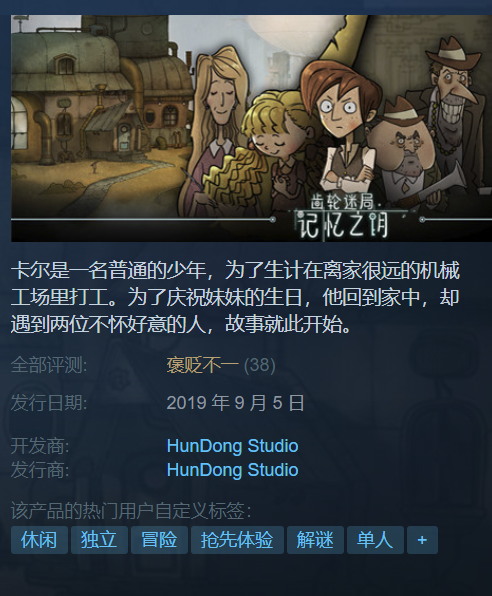 齿轮迷局.
记忆之钥
卡尔是一名普通的少年，为了生计在离家很远的机械
工场里打工。为了庆祝妹妹的生日，他回到家中，却
遇到两位不怀好意的人，故事就此开始。
全部评测: 褒贬不一 (38)
发行日期: 2019 年 9 月 5 日
开发商: HunDong Studio
发行商: HunDong Studio
该产品的热门用户自定义标签:
休闲 独立 冒险 抢先体验 解谜 单人 +